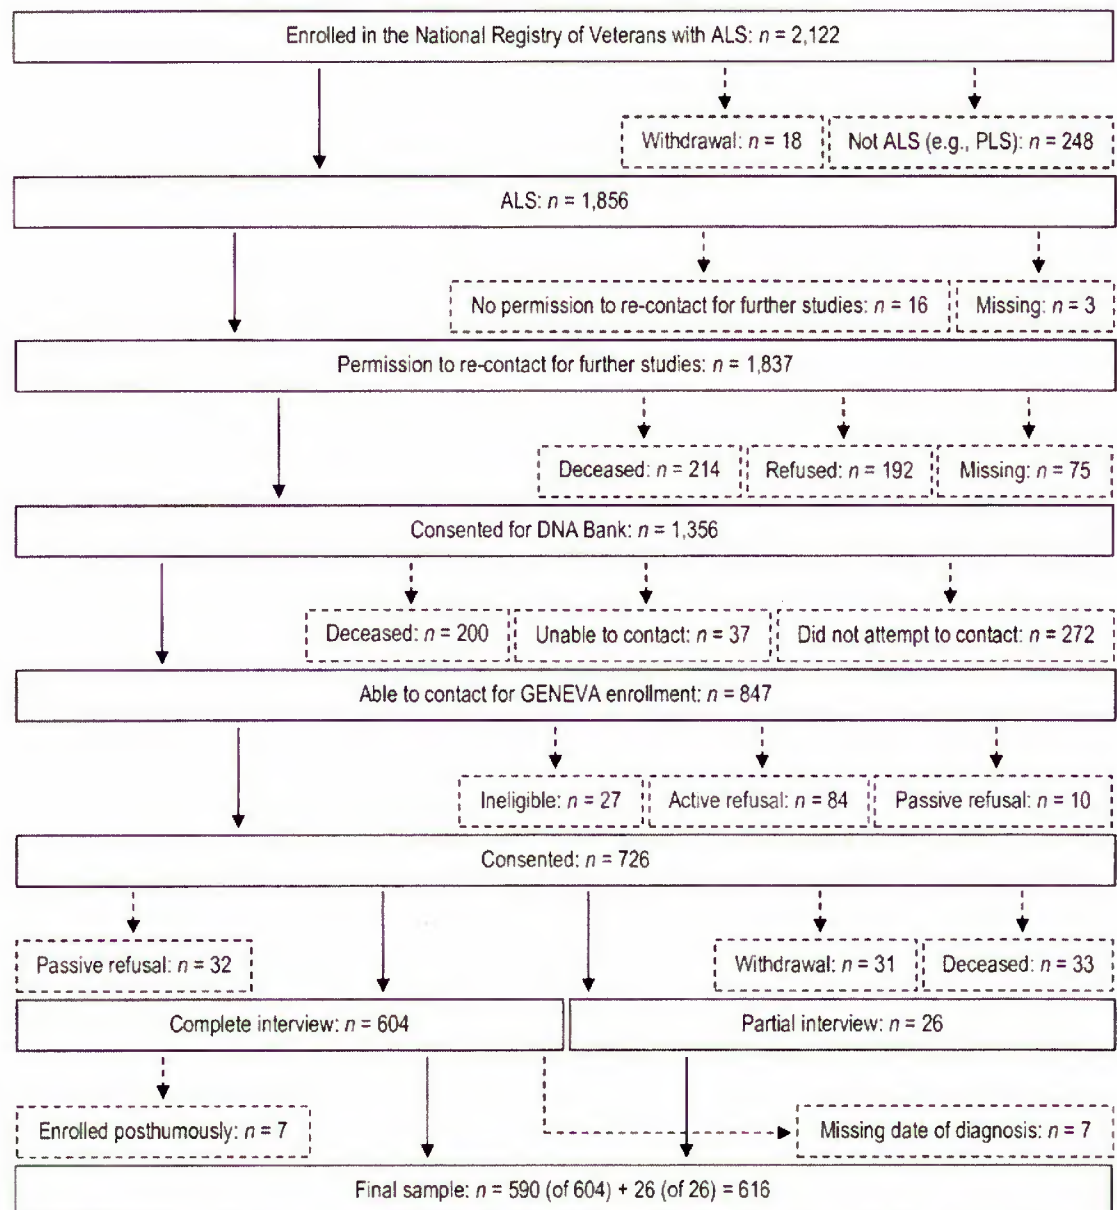 Enrolled in the National Registry of Veterans with ALS: n = 2,122
Withdrawal: n = 18
Not ALS (e.g., PLS): n = 248
ALS: n = 1,856
No permission to re-contact for further studies: n = 16
Missing: n = 3
Permission to re-contact for further studies: n = 1,837
Deceased: n = 214
Refused: n = 192
Missing: n = 75
Consented for DNA Bank: n = 1,356
Deceased: n = 200
Unable to contact: n = 37
Did not attempt to contact: n = 272
Able to contact for GENEVA enrollment: n = 847
Ineligible: n = 27
Active refusal: n = 84
Passive refusal: n = 10
Consented: n = 726
Passive refusal: n = 32
Withdrawal: n = 31
Deceased: n = 33
Complete interview: n = 604
Partial interview: n = 26
Enrolled posthumously: n = 7
Missing date of diagnosis: n = 7
Final sample: n = 590 (of 604) + 26 (of 26) = 616